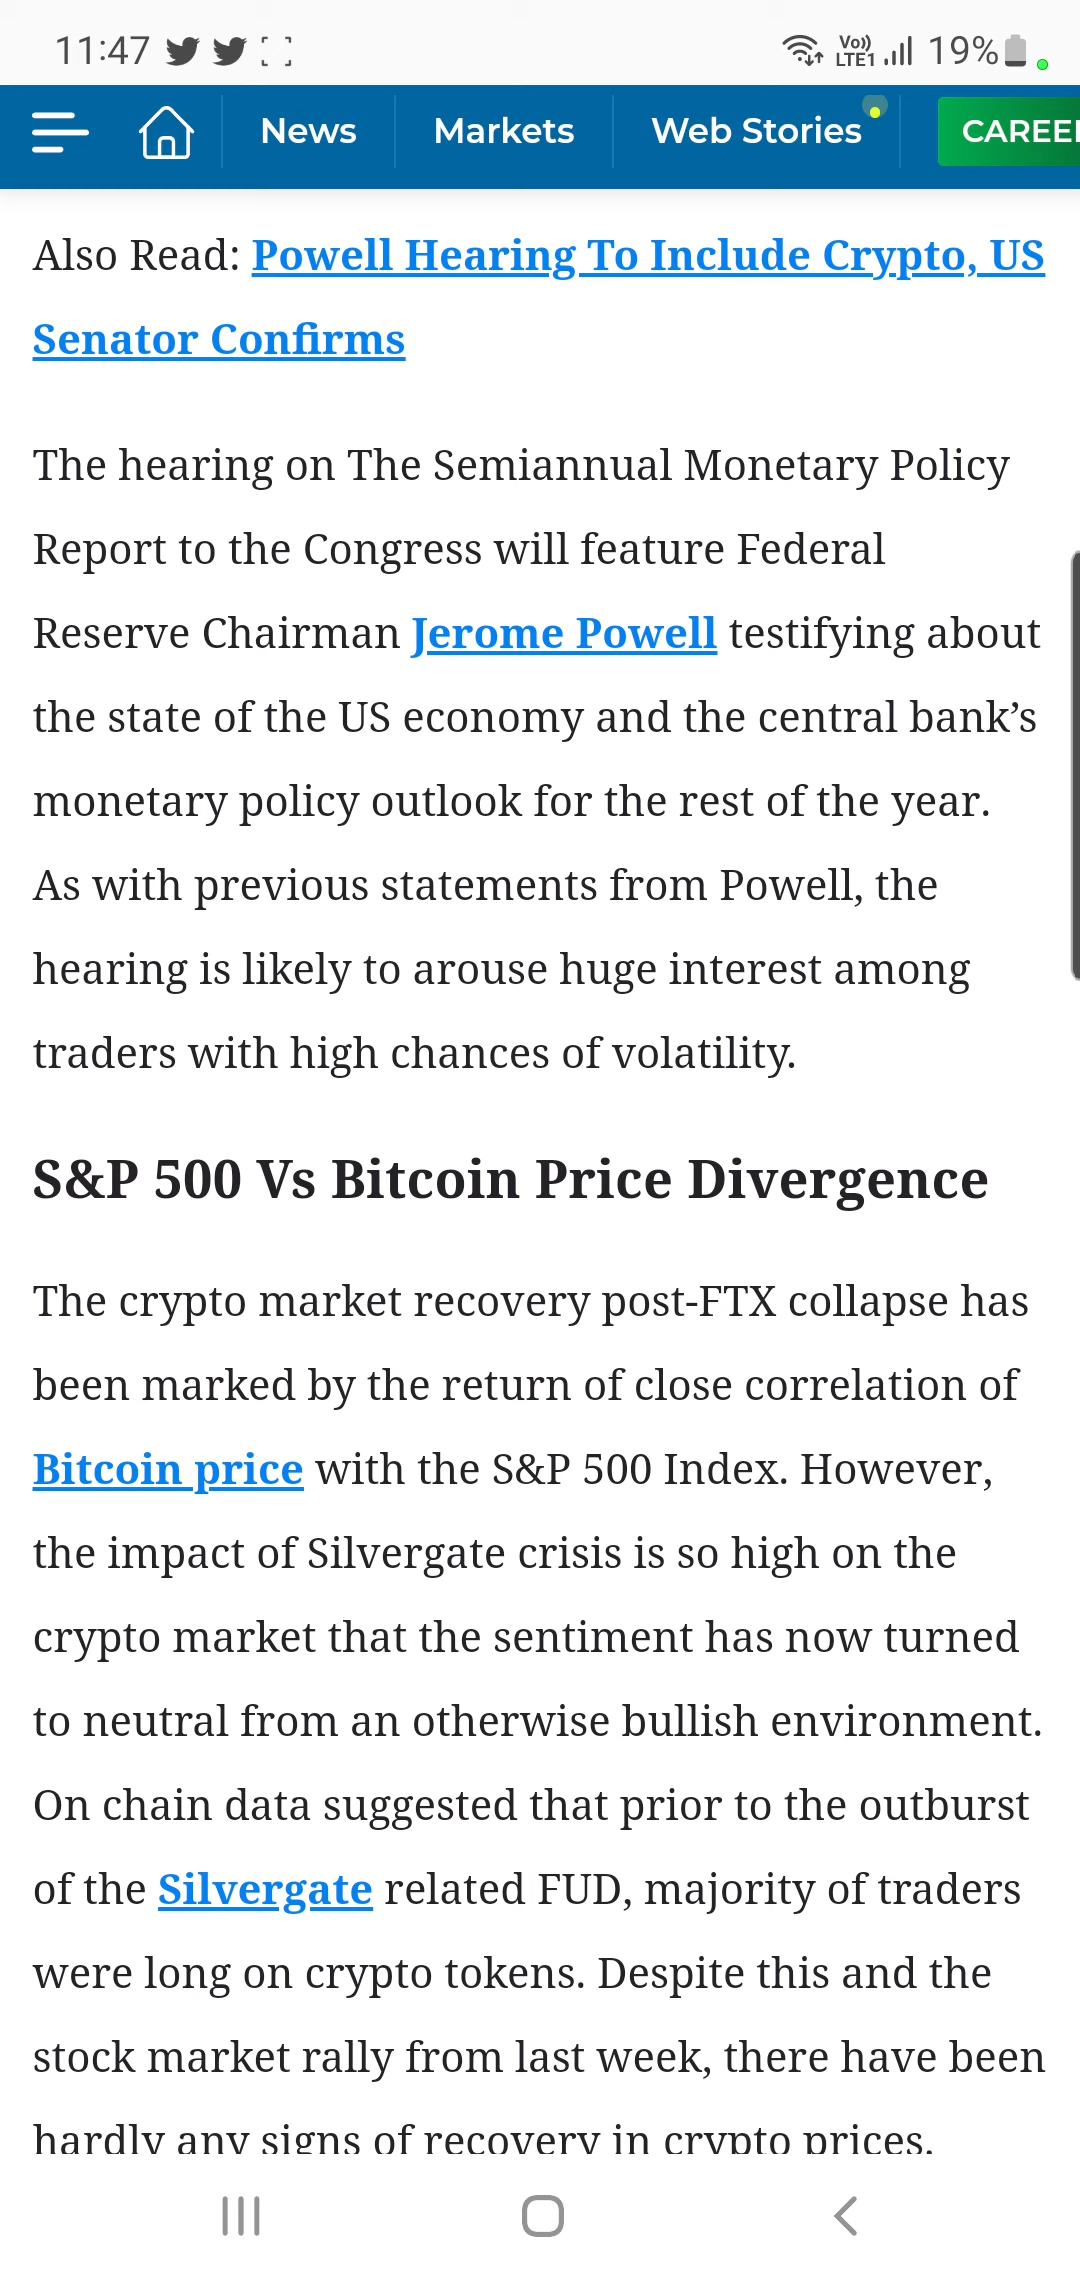 11:47 Vo)) LTE1 19%
News Markets Web Stories CAREE
Also Read: Powell Hearing To Include Crypto, US
Senator Confirms
The hearing on The Semiannual Monetary Policy
Report to the Congress will feature Federal
Reserve Chairman Jerome Powell testifying about
the state of the US economy and the central bank’s
monetary policy outlook for the rest of the year.
As with previous statements from Powell, the
hearing is likely to arouse huge interest among
traders with high chances of volatility.
S&P 500 Vs Bitcoin Price Divergence
The crypto market recovery post-FTX collapse has
been marked by the return of close correlation of
Bitcoin price with the S&P 500 Index. However,
the impact of Silvergate crisis is so high on the
crypto market that the sentiment has now turned
to neutral from an otherwise bullish environment.
On chain data suggested that prior to the outburst
of the Silvergate related FUD, majority of traders
were long on crypto tokens. Despite this and the
stock market rally from last week, there have been
hardly any signs of recovery in crypto prices.